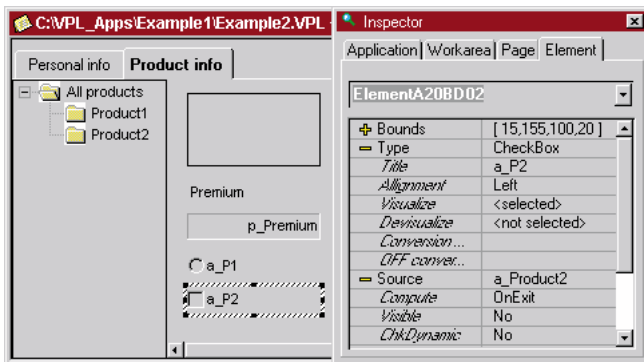 C:\VPL_Apps\Example1\Example2.VPL
Personal info Product info
All products
Product1
Product2
Premium
p_Premium
a_P1
a_P2
Inspector
Application Workarea Page Element
ElementA20BD02
Bounds [ 15,155,100,20 ]
Type CheckBox
Title a_P2
Allignment Left
Visualize <selected>
Devisualize <not selected>
Conversion ...
OFF conver...
Source a_Product2
Compute OnExit
Visible No
ChkDynamic No